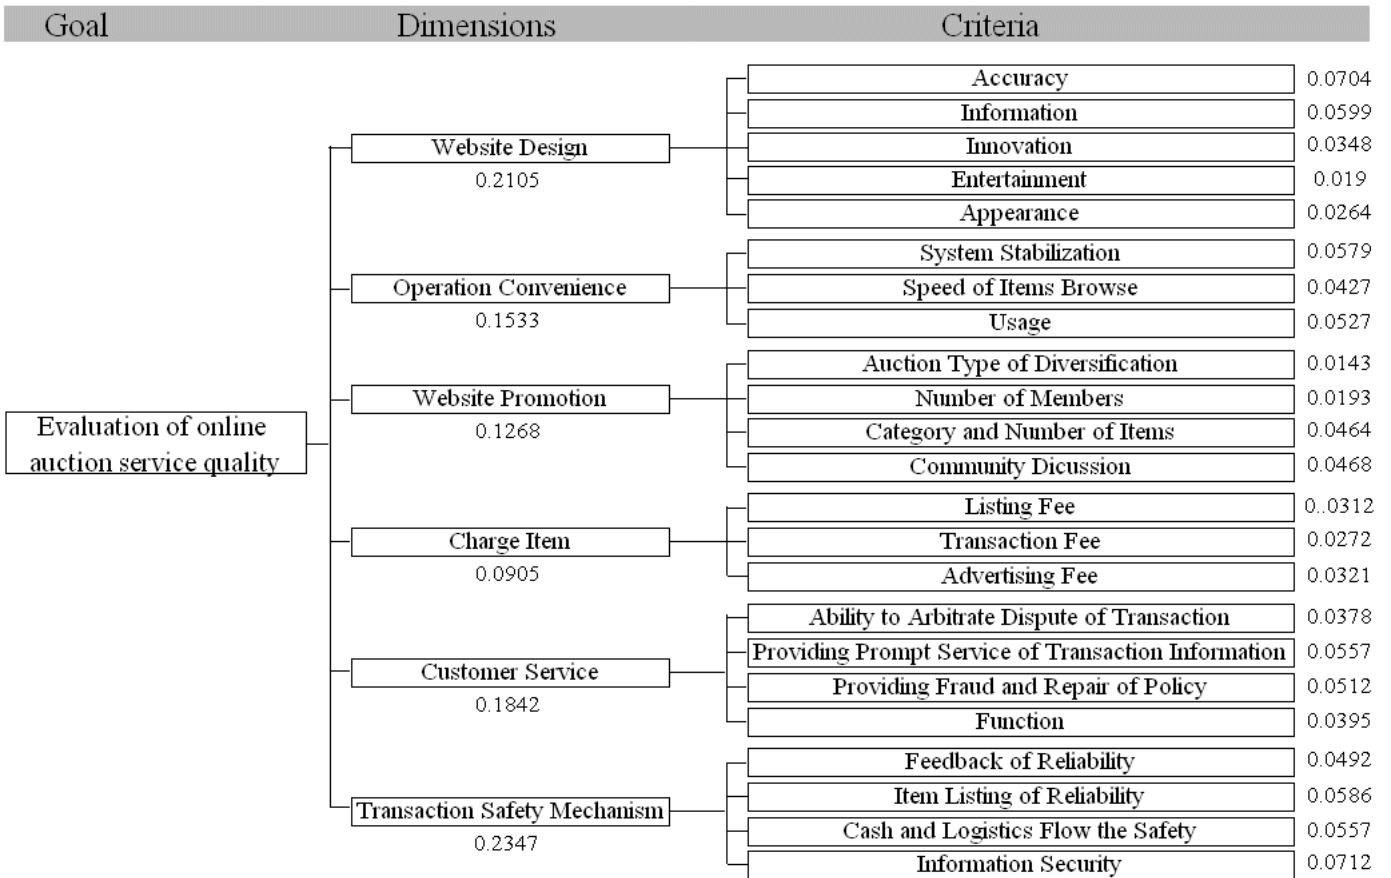 Goal Dimensions Criteria
Evaluation of online
auction service quality
Website Design
0.2105
Accuracy 0.0704
Information 0.0599
Innovation 0.0348
Entertainment 0.019
Appearance 0.0264
Operation Convenience
0.1533
System Stabilization 0.0579
Speed of Items Browse 0.0427
Usage 0.0527
Website Promotion
0.1268
Auction Type of Diversification 0.0143
Number of Members 0.0193
Category and Number of Items 0.0464
Community Dicussion 0.0468
Charge Item
0.0905
Listing Fee 0..0312
Transaction Fee 0.0272
Advertising Fee 0.0321
Customer Service
0.1842
Ability to Arbitrate Dispute of Transaction 0.0378
Providing Prompt Service of Transaction Information 0.0557
Providing Fraud and Repair of Policy 0.0512
Function 0.0395
Transaction Safety Mechanism
0.2347
Feedback of Reliability 0.0492
Item Listing of Reliability 0.0586
Cash and Logistics Flow the Safety 0.0557
Information Security 0.0712